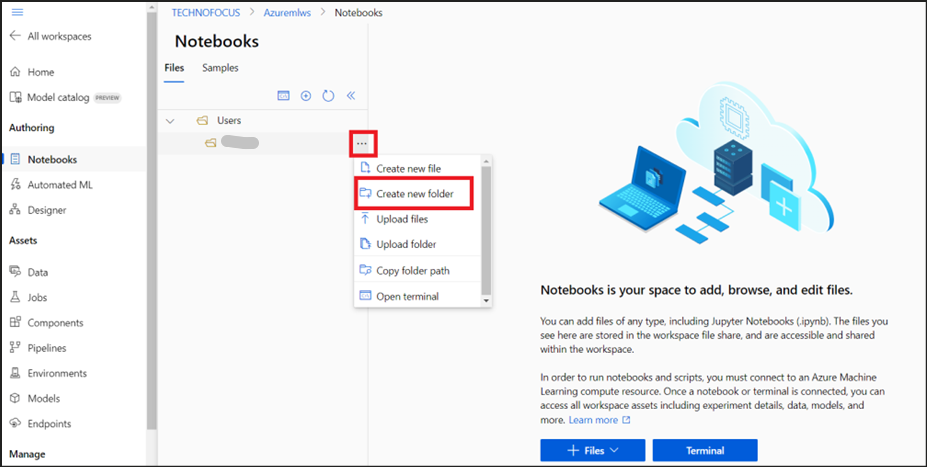 TECHNOFOCUS > Azuremlws > Notebooks
All workspaces
Home
Model catalog PREVIEW
Authoring
Notebooks
Automated ML
Designer
Assets
Data
Jobs
Components
Pipelines
Environments
Models
Endpoints
Manage
Notebooks
Files Samples
Users
...
Create new file
Create new folder
Upload files
Upload folder
Copy folder path
Open terminal
Notebooks is your space to add, browse, and edit files.
You can add files of any type, including Jupyter Notebooks (.ipynb). The files you
see here are stored in the workspace file share, and are accessible and shared
within the workspace.
In order to run notebooks and scripts, you must connect to an Azure Machine
Learning compute resource. Once a notebook or terminal is connected, you can
access all workspace assets including experiment details, data, models, and
more. Learn more
+ Files
Terminal